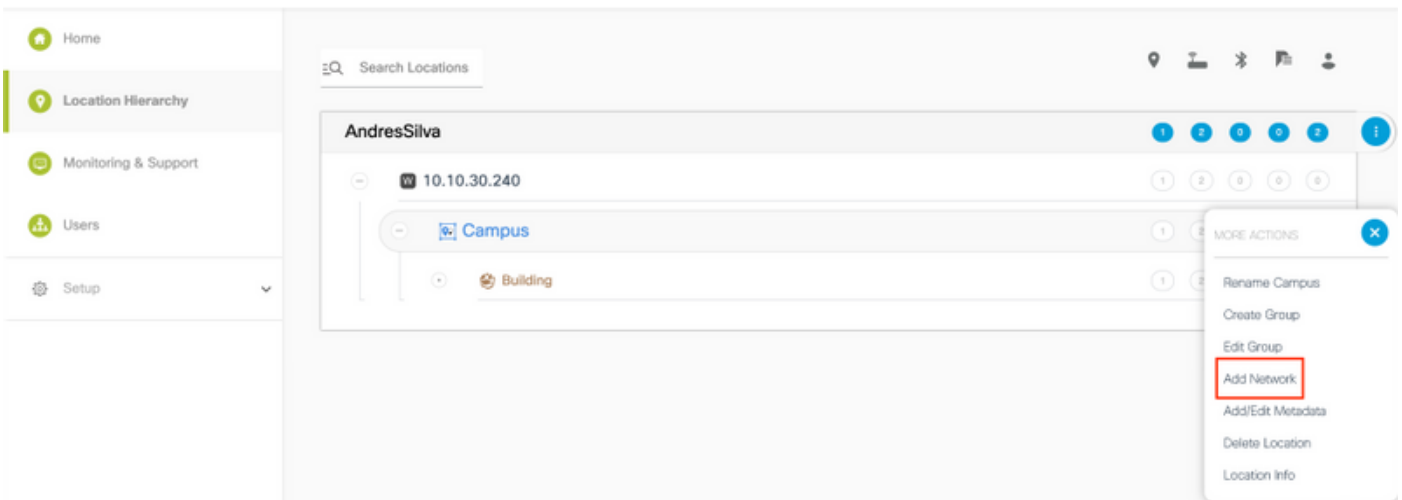 Home
Search Locations
Location Hierarchy
AndresSilva
1 2 0 0 2
Monitoring & Support
10.10.30.240
1 2 0 0 0
Users
Campus
1 2
MORE ACTIONS
Setup
Building
1 2
Rename Campus
Create Group
Edit Group
Add Network
Add/Edit Metadata
Delete Location
Location Info